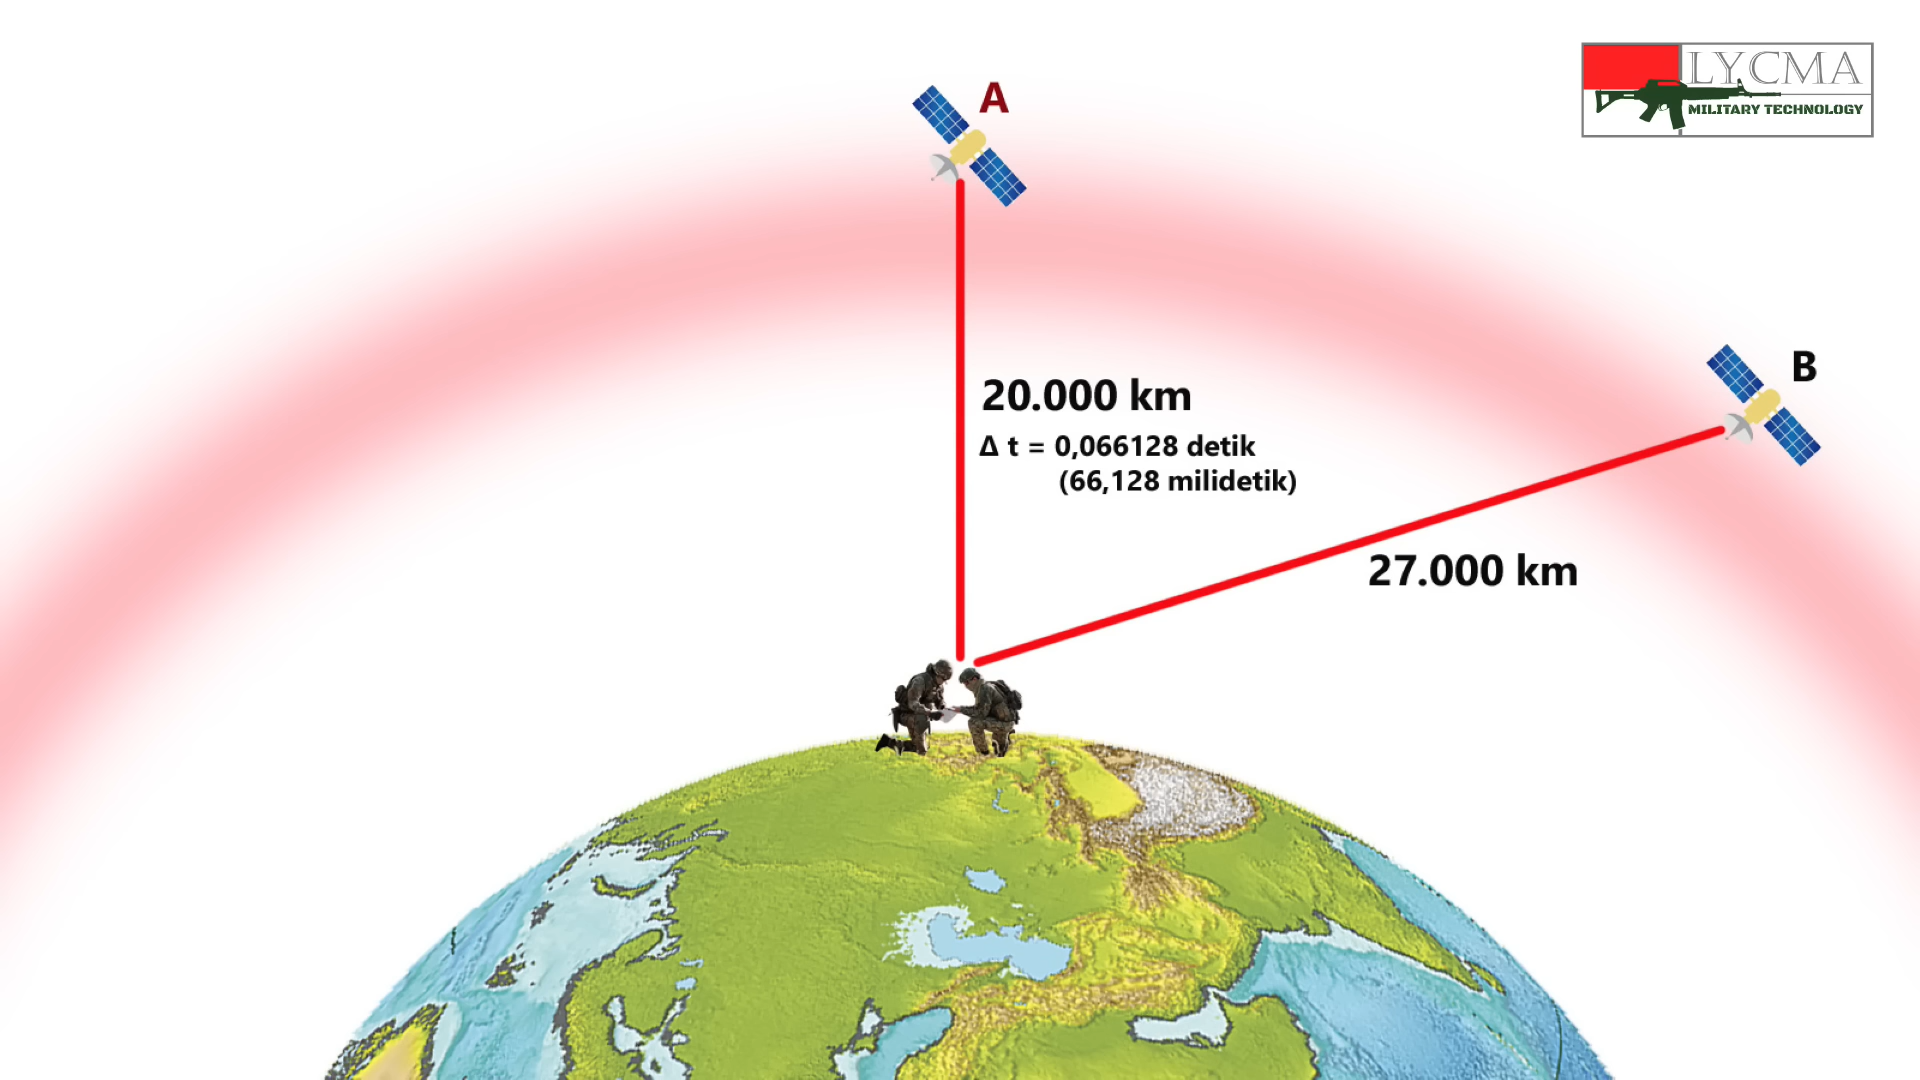 LYCMA
MILITARY TECHNOLOGY
A
B
20.000 km
Δ t = 0,066128 detik
(66,128 milidetik)
27.000 km